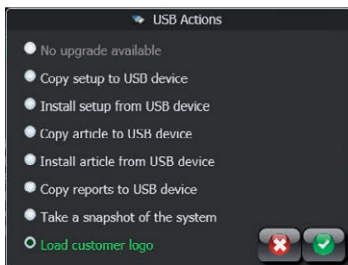 USB Actions
No upgrade available
Copy setup to USB device
Install setup from USB device
Copy article to USB device
Install article from USB device
Copy reports to USB device
Take a snapshot of the system
Load customer logo